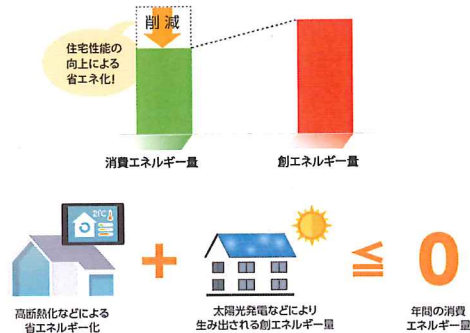 削減
住宅性能の
向上による
省エネ化!
消費エネルギー量
創エネルギー量
21℃
+
≦
0
高断熱化などによる
省エネルギー化
太陽光発電などにより
生み出される創エネルギー量
年間の消費
エネルギー量